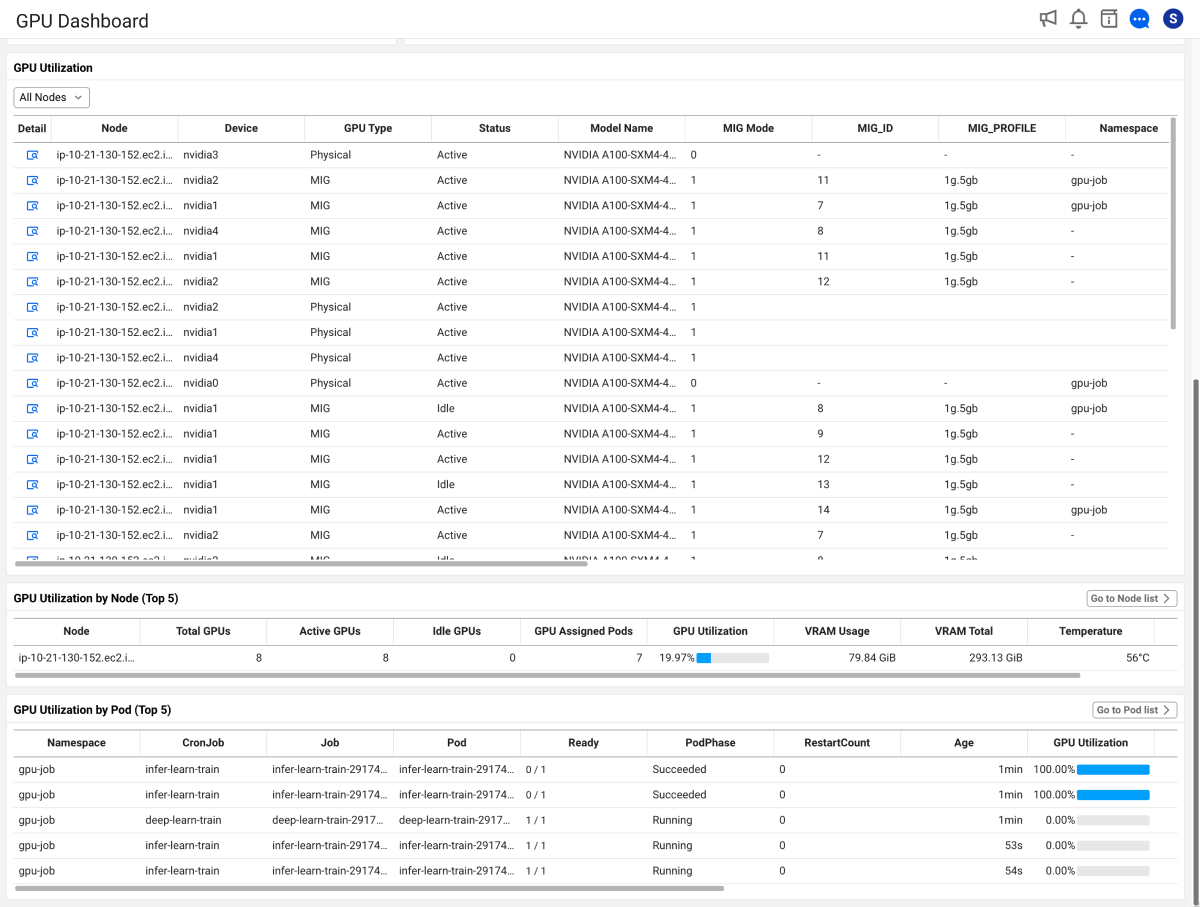 GPU Dashboard
S
GPU Utilization
All Nodes
Detail Node Device GPU Type Status Model Name MIG Mode MIG_ID MIG_PROFILE Namespace
ip-10-21-130-152.ec2.i... nvidia3 Physical Active NVIDIA A100-SXM4-4... 0 - - -
ip-10-21-130-152.ec2.i... nvidia2 MIG Active NVIDIA A100-SXM4-4... 1 11 1g.5gb gpu-job
ip-10-21-130-152.ec2.i... nvidia1 MIG Active NVIDIA A100-SXM4-4... 1 7 1g.5gb gpu-job
ip-10-21-130-152.ec2.i... nvidia4 MIG Active NVIDIA A100-SXM4-4... 1 8 1g.5gb -
ip-10-21-130-152.ec2.i... nvidia1 MIG Active NVIDIA A100-SXM4-4... 1 11 1g.5gb -
ip-10-21-130-152.ec2.i... nvidia2 MIG Active NVIDIA A100-SXM4-4... 1 12 1g.5gb -
ip-10-21-130-152.ec2.i... nvidia2 Physical Active NVIDIA A100-SXM4-4... 1
ip-10-21-130-152.ec2.i... nvidia1 Physical Active NVIDIA A100-SXM4-4... 1
ip-10-21-130-152.ec2.i... nvidia4 Physical Active NVIDIA A100-SXM4-4... 1
ip-10-21-130-152.ec2.i... nvidia0 Physical Active NVIDIA A100-SXM4-4... 0 - - gpu-job
ip-10-21-130-152.ec2.i... nvidia1 MIG Idle NVIDIA A100-SXM4-4... 1 8 1g.5gb gpu-job
ip-10-21-130-152.ec2.i... nvidia1 MIG Active NVIDIA A100-SXM4-4... 1 9 1g.5gb -
ip-10-21-130-152.ec2.i... nvidia1 MIG Active NVIDIA A100-SXM4-4... 1 12 1g.5gb -
ip-10-21-130-152.ec2.i... nvidia1 MIG Idle NVIDIA A100-SXM4-4... 1 13 1g.5gb -
ip-10-21-130-152.ec2.i... nvidia1 MIG Active NVIDIA A100-SXM4-4... 1 14 1g.5gb gpu-job
ip-10-21-130-152.ec2.i... nvidia2 MIG Active NVIDIA A100-SXM4-4... 1 7 1g.5gb -
GPU Utilization by Node (Top 5) Go to Node list
Node Total GPUs Active GPUs Idle GPUs GPU Assigned Pods GPU Utilization VRAM Usage VRAM Total Temperature
ip-10-21-130-152.ec2.i... 8 8 0 7 19.97% 79.84 GiB 293.13 GiB 56°C
GPU Utilization by Pod (Top 5) Go to Pod list
Namespace CronJob Job Pod Ready PodPhase RestartCount Age GPU Utilization
gpu-job infer-learn-train infer-learn-train-29174... infer-learn-train-29174... 0 / 1 Succeeded 0 1min 100.00%
gpu-job infer-learn-train infer-learn-train-29174... infer-learn-train-29174... 0 / 1 Succeeded 0 1min 100.00%
gpu-job deep-learn-train deep-learn-train-2917... deep-learn-train-2917... 1 / 1 Running 0 1min 0.00%
gpu-job infer-learn-train infer-learn-train-29174... infer-learn-train-29174... 1 / 1 Running 0 53s 0.00%
gpu-job infer-learn-train infer-learn-train-29174... infer-learn-train-29174... 1 / 1 Running 0 54s 0.00%